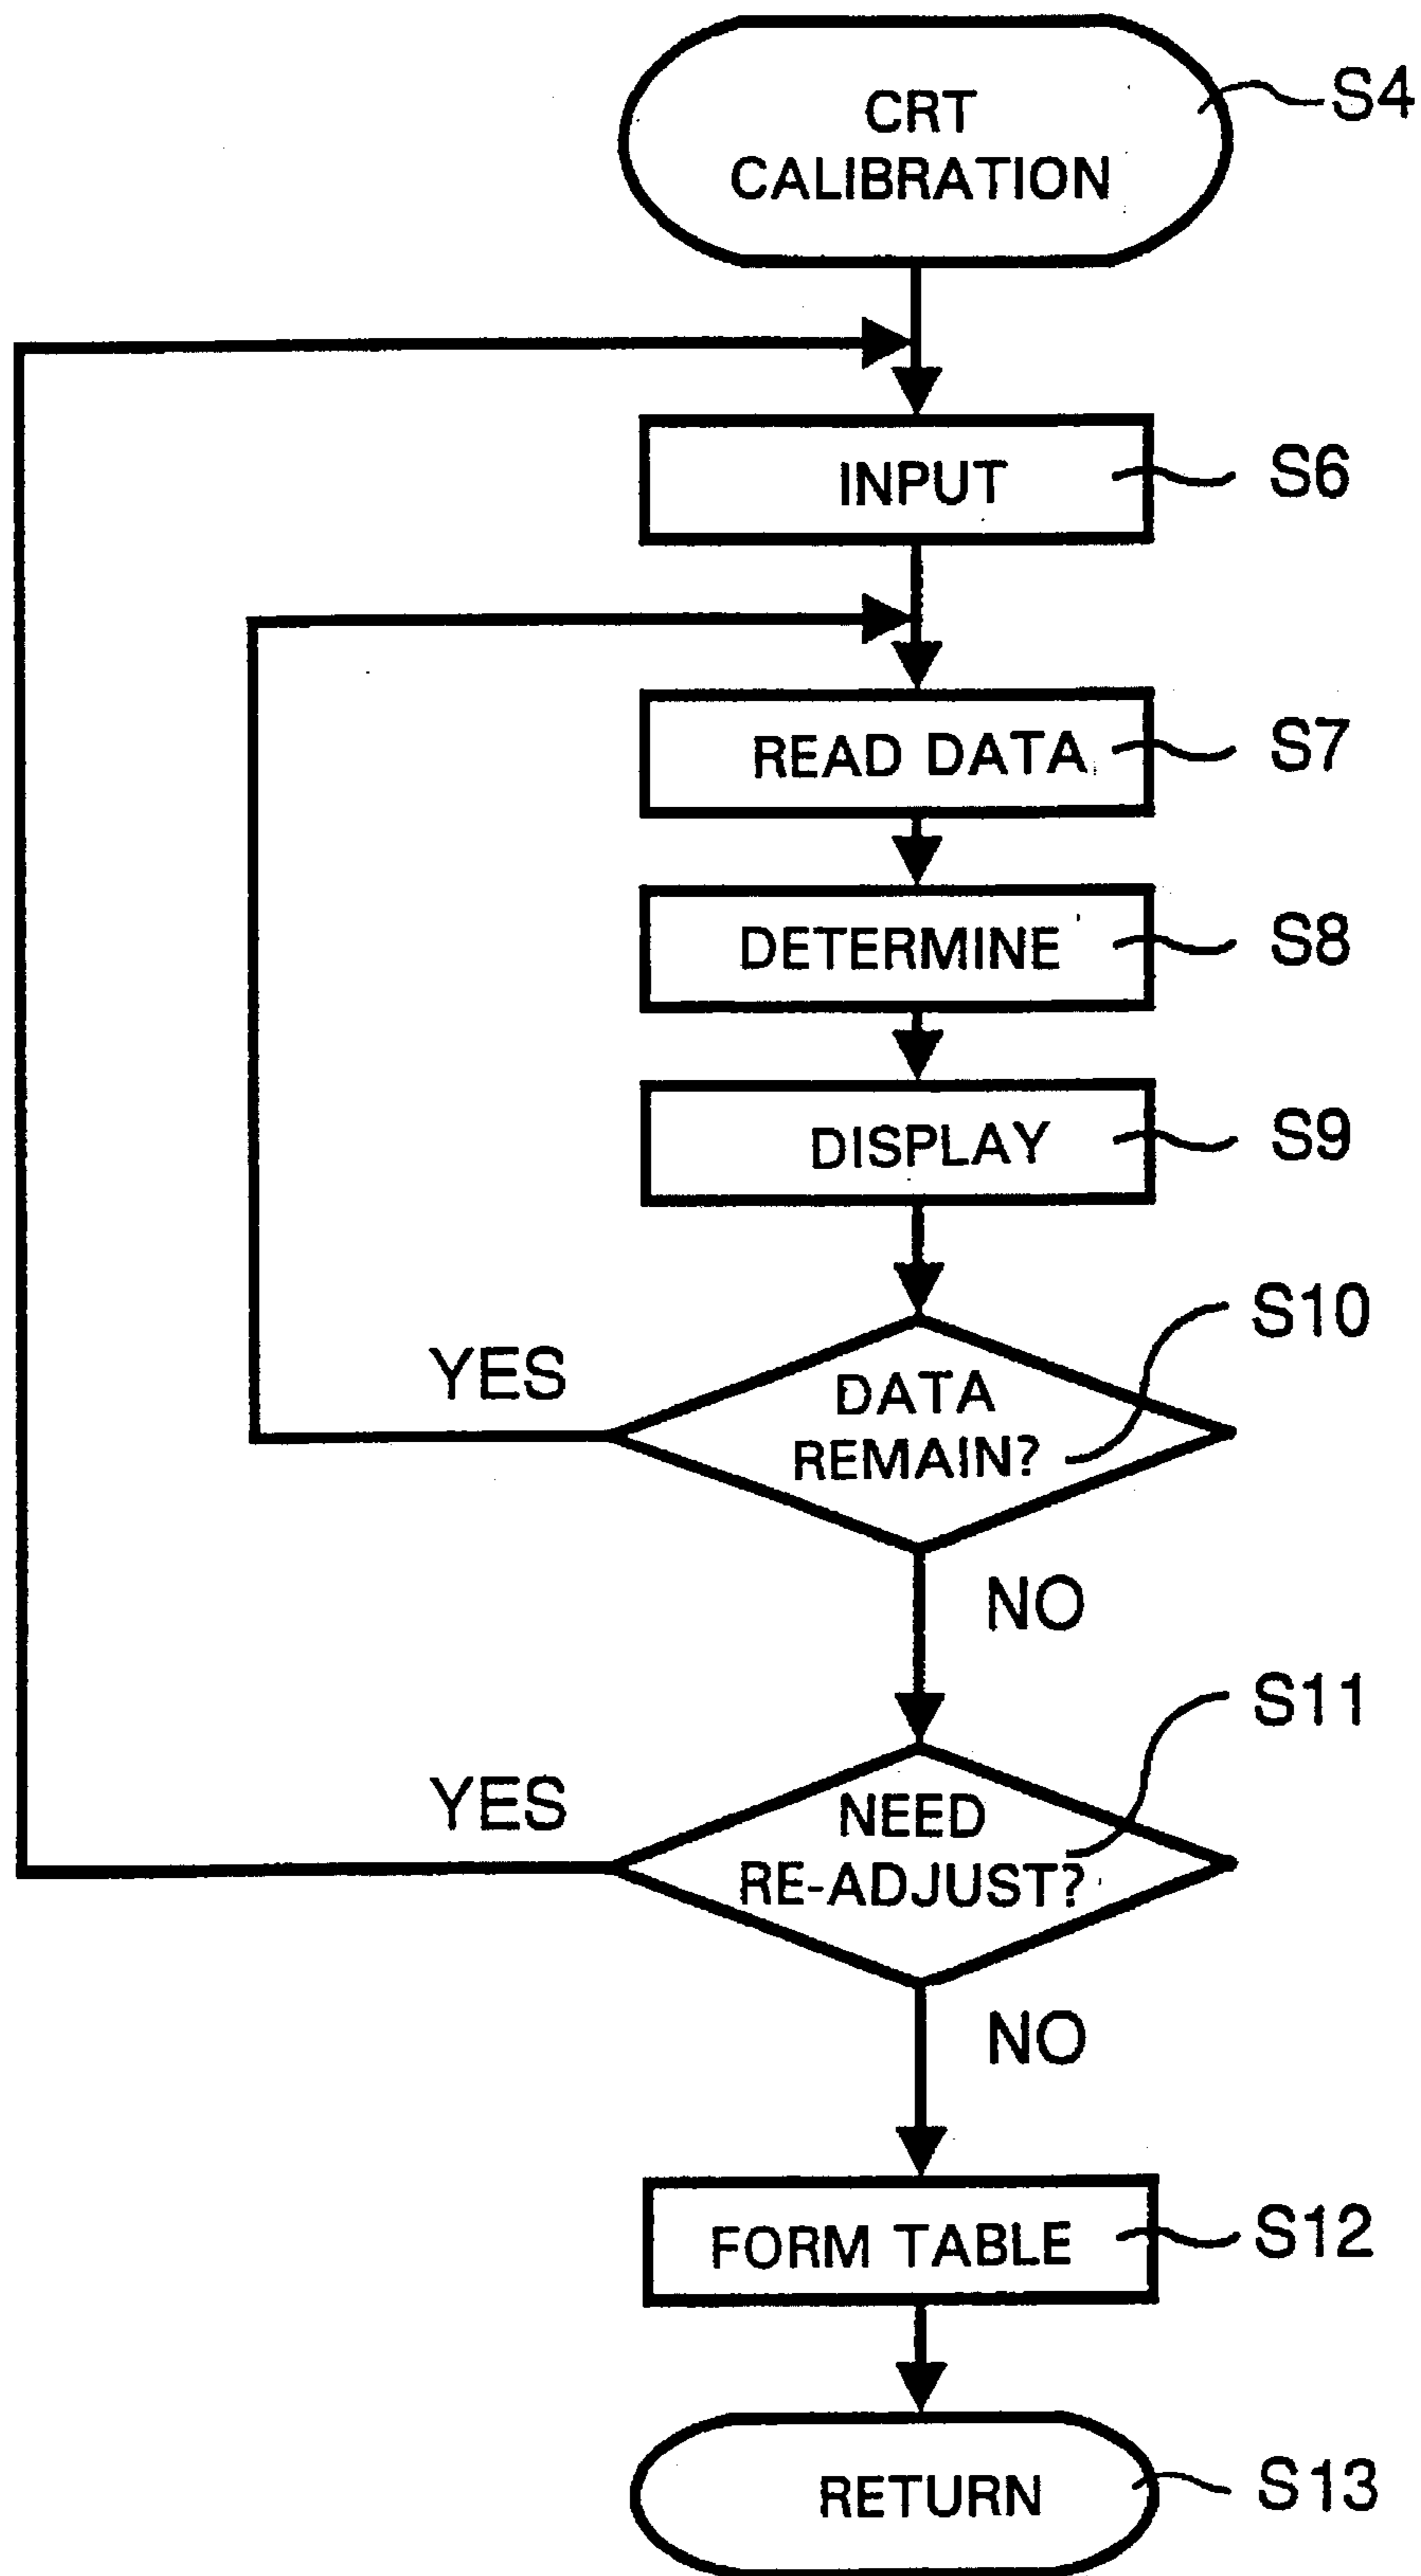 CRT
CALIBRATION
S4
INPUT
S6
READ DATA
S7
DETERMINE
S8
DISPLAY
S9
S10
YES
DATA
REMAIN?
NO
S11
YES
NEED
RE-ADJUST?
NO
FORM TABLE
S12
RETURN
S13